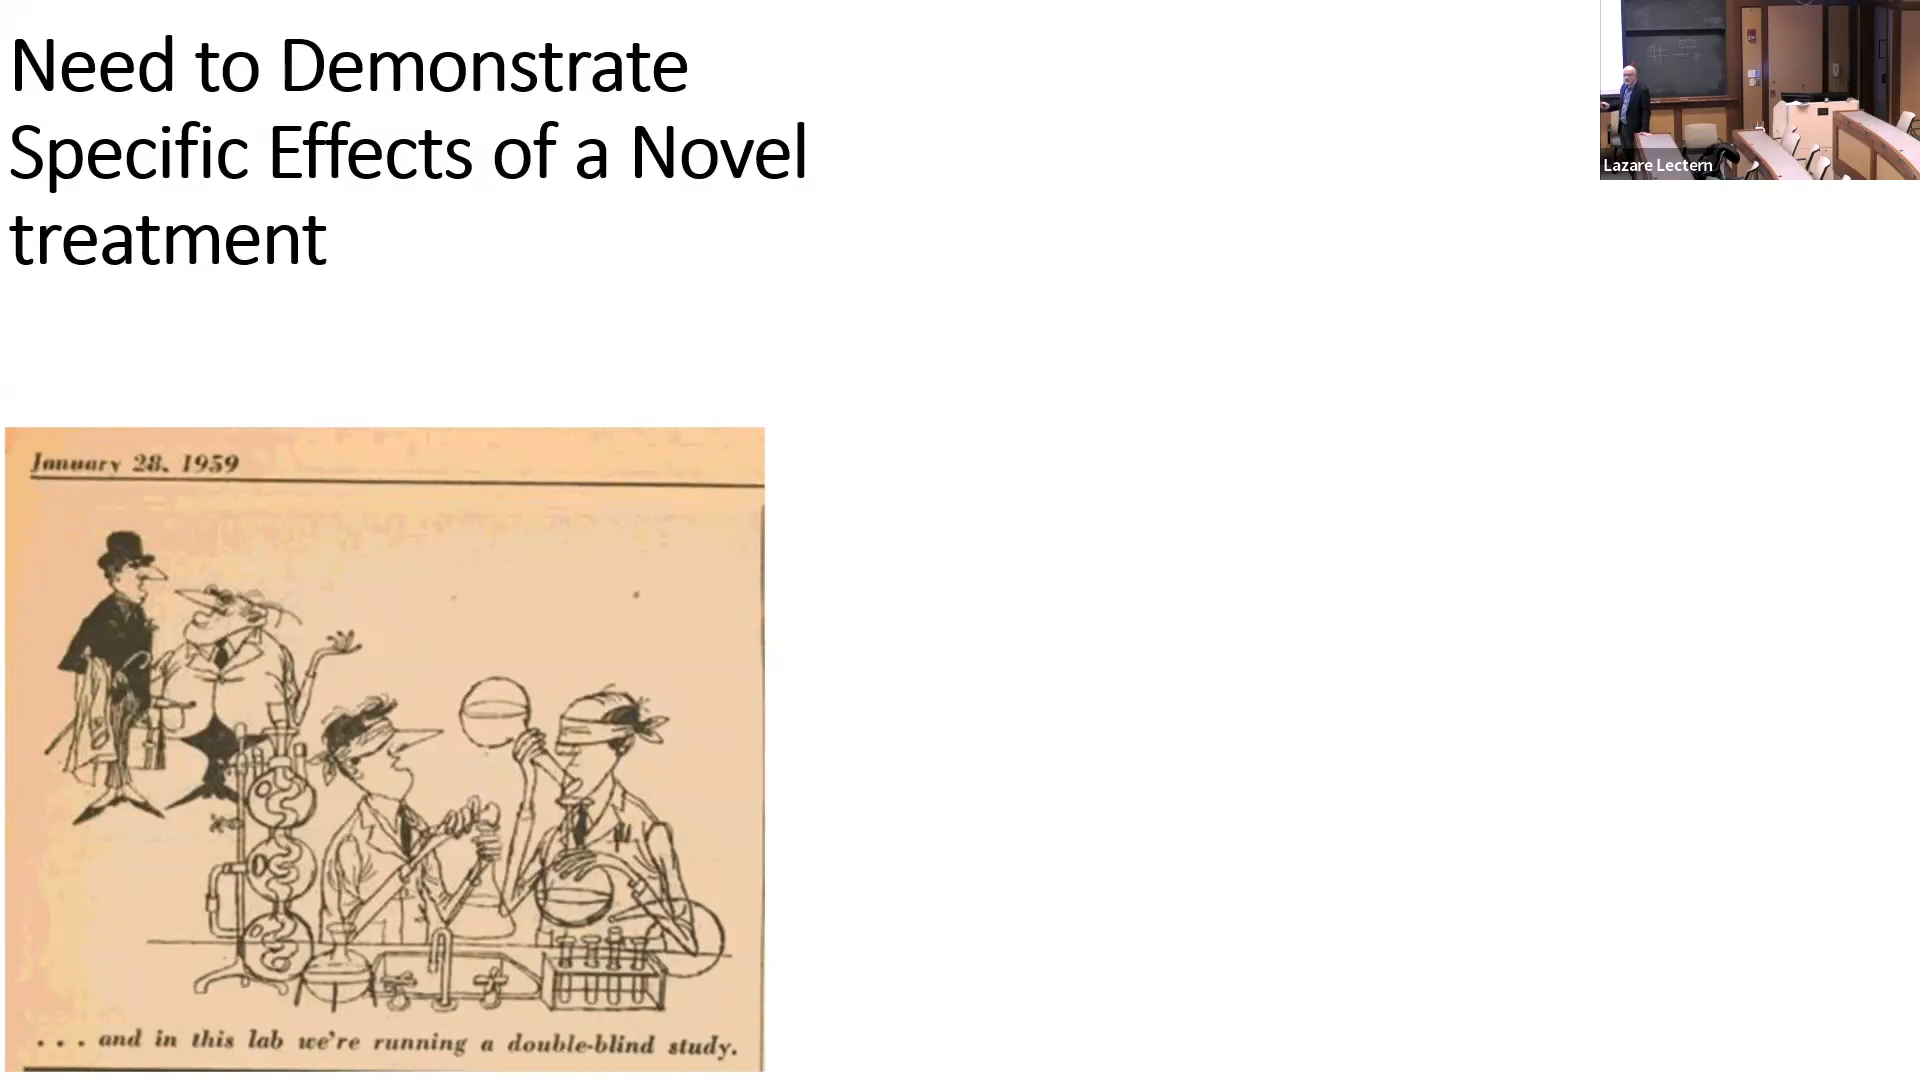 Need to Demonstrate
Specific Effects of a Novel
treatment
Lazare Lectern
January 28, 1959
. . . and in this lab we're running a double-blind study.